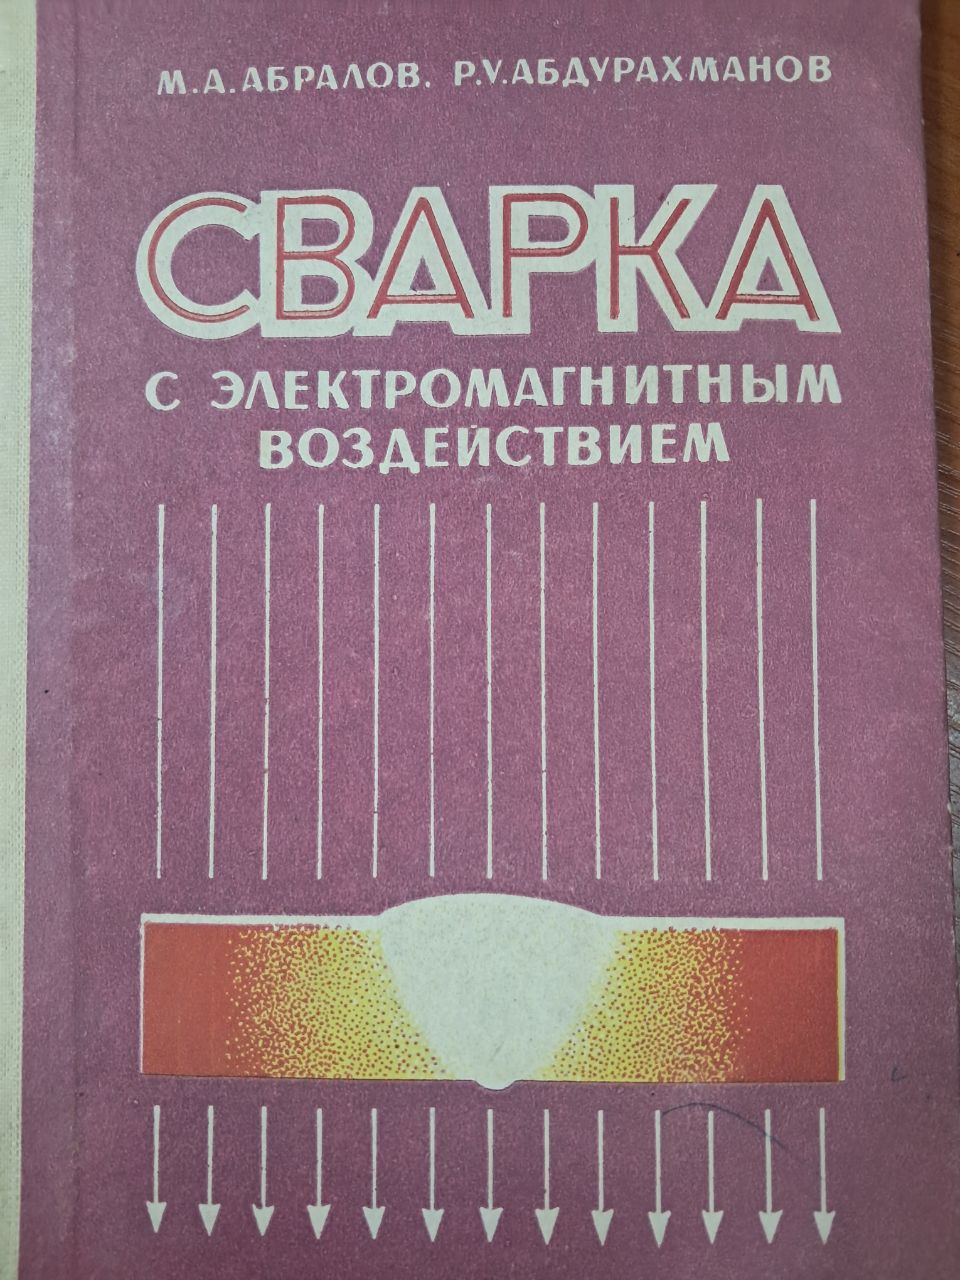 М.А.АБРАЛОВ, Р.У.АБДУРАХМАНОВ
СВАРКА
С ЭЛЕКТРОМАГНИТНЫМ
ВОЗДЕЙСТВИЕМ